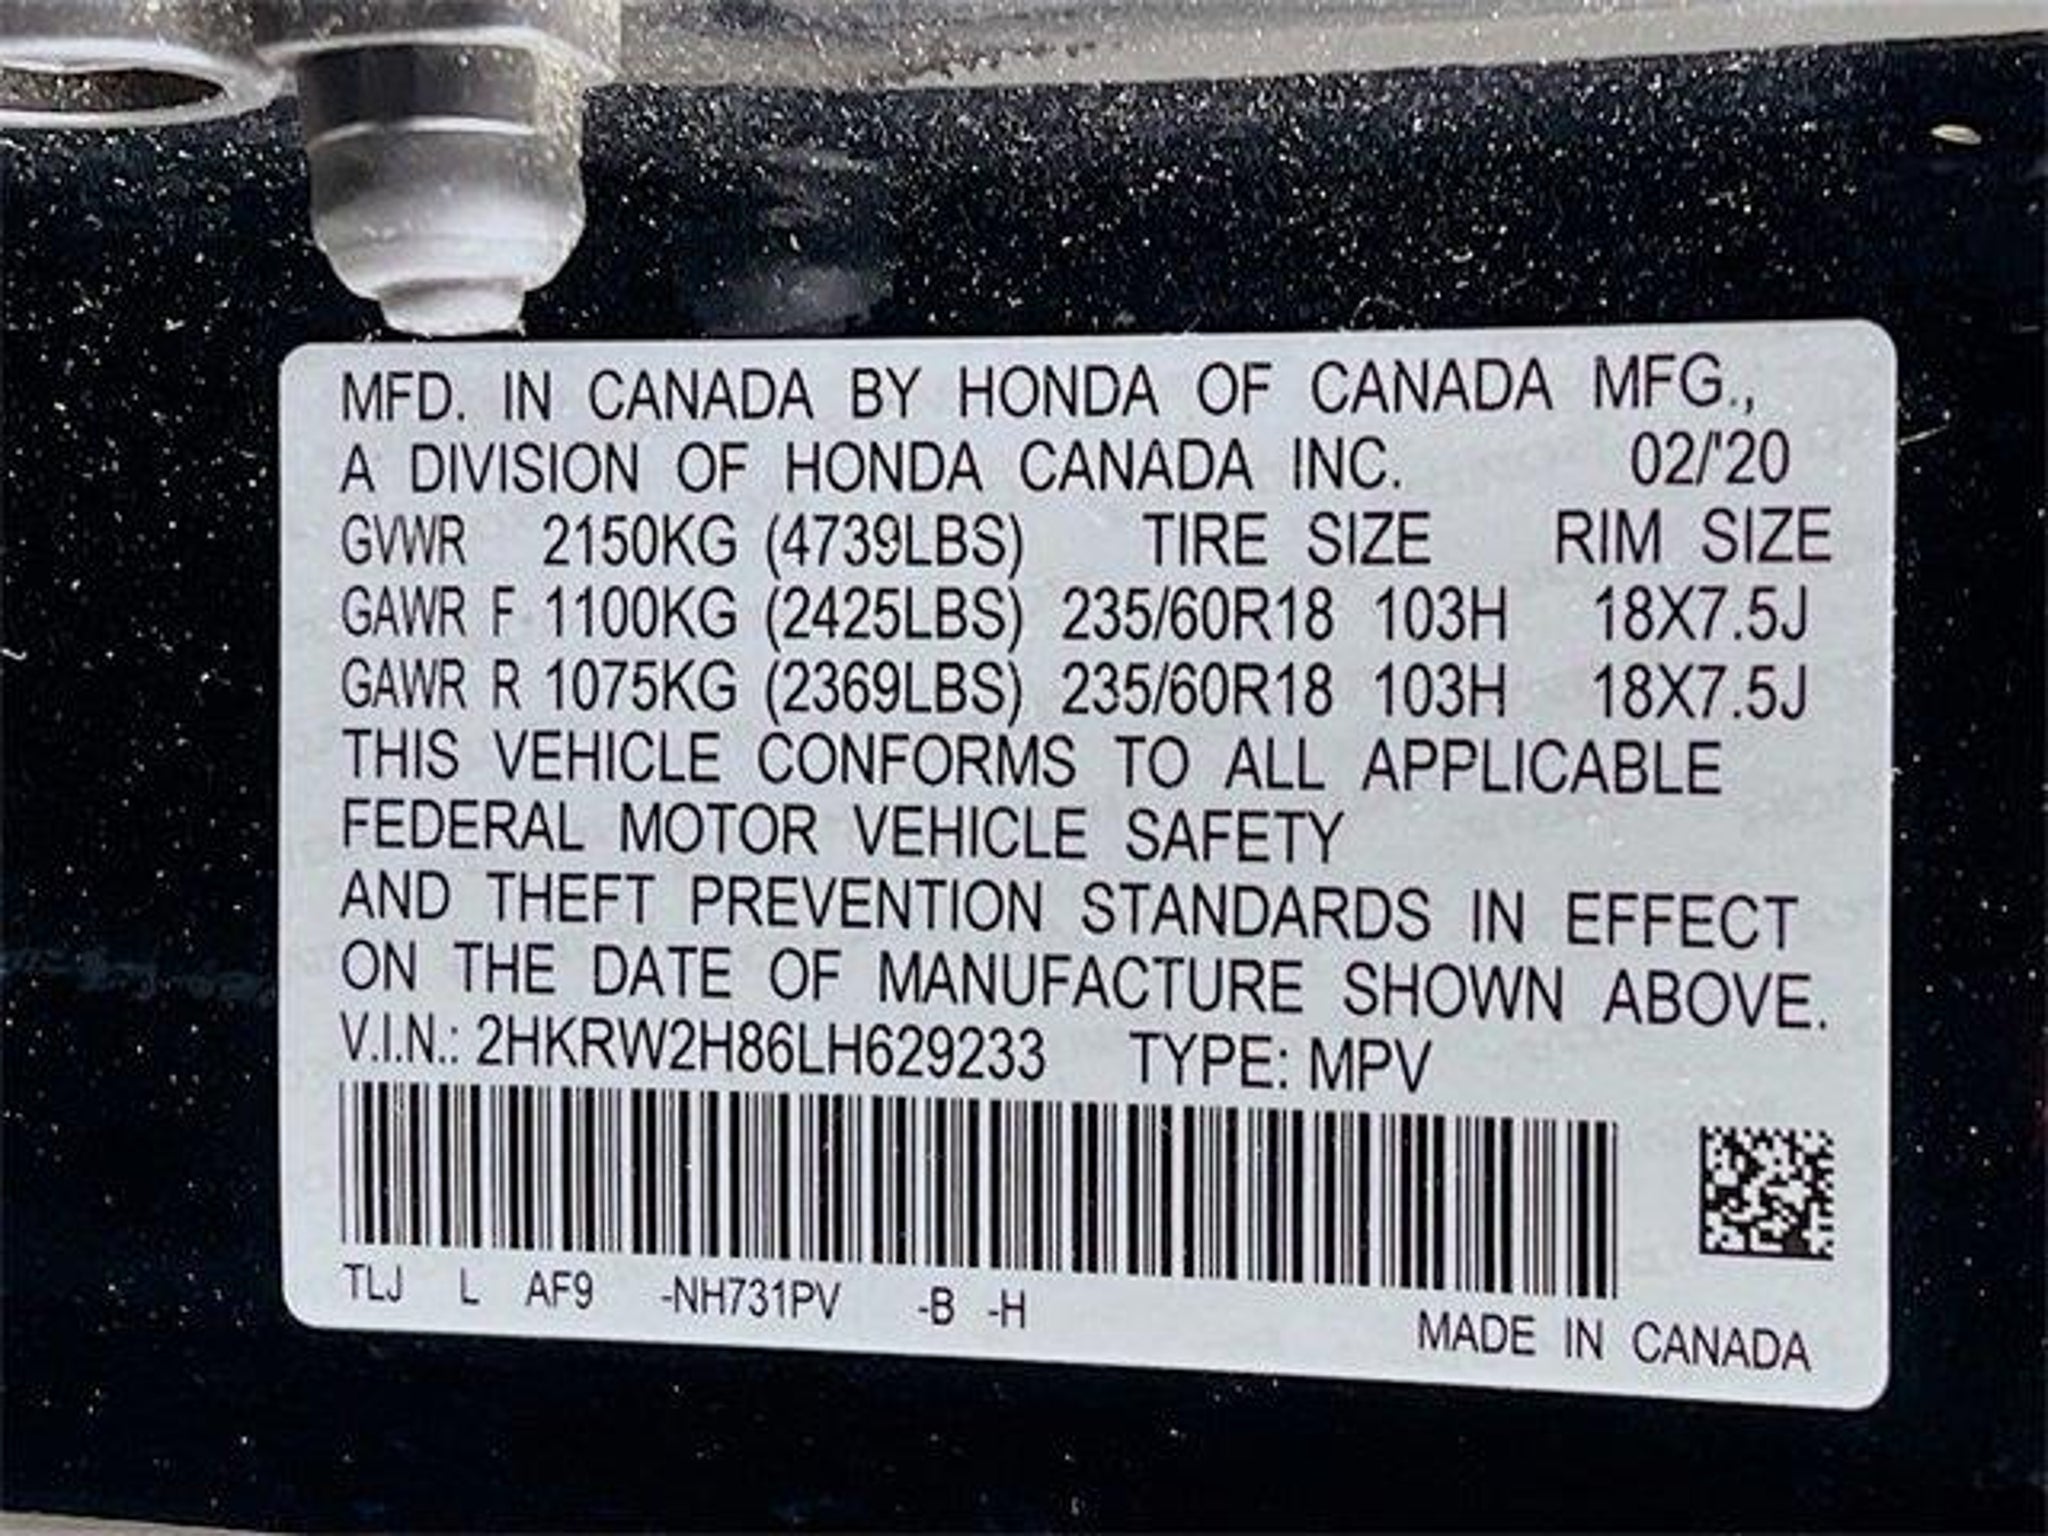 MFD. IN CANADA BY HONDA OF CANADA MFG.,
A DIVISION OF HONDA CANADA INC. 02/'20
GVWR 2150KG (4739LBS) TIRE SIZE RIM SIZE
GAWR F 1100KG (2425LBS) 235/60R18 103H 18X7.5J
GAWR R 1075KG (2369LBS) 235/60R18 103H 18X7.5J
THIS VEHICLE CONFORMS TO ALL APPLICABLE
FEDERAL MOTOR VEHICLE SAFETY
AND THEFT PREVENTION STANDARDS IN EFFECT
ON THE DATE OF MANUFACTURE SHOWN ABOVE.
V.I.N.: 2HKRW2H86LH629233 TYPE: MPV
TLJ L AF9 -NH731PV -B -H
MADE IN CANADA